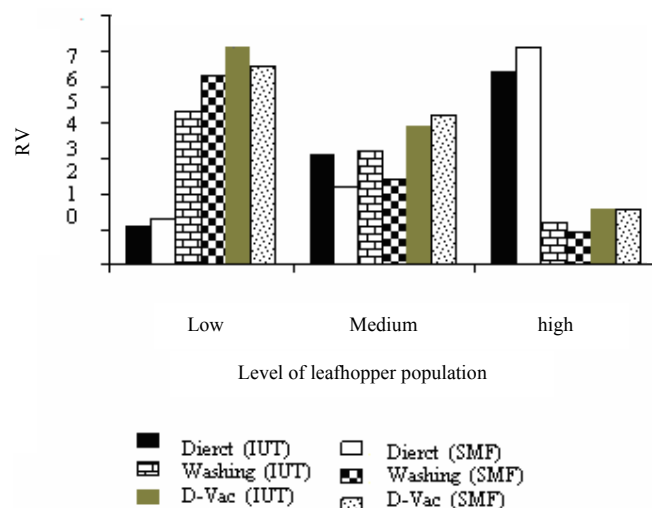 7
6
5
4
3
2
1
0
RV
Low Medium high
Level of leafhopper population
Dierct (IUT) Dierct (SMF)
Washing (IUT) Washing (SMF)
D-Vac (IUT) D-Vac (SMF)